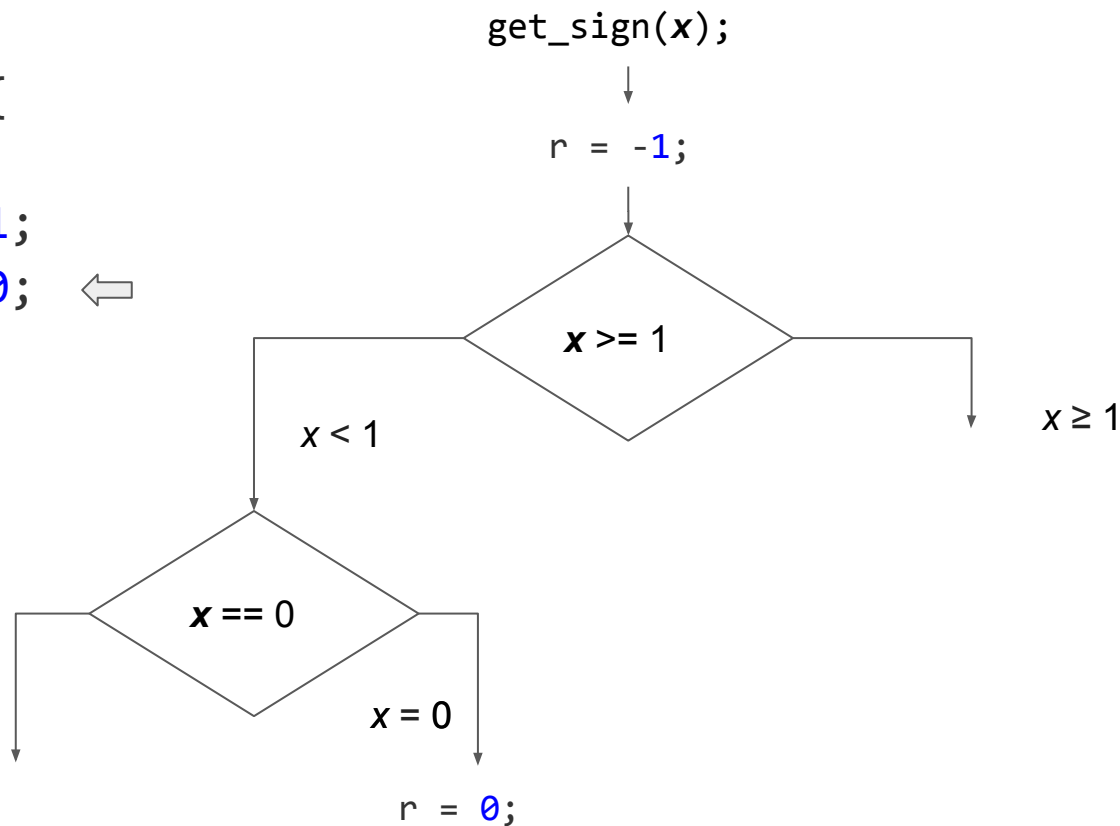 get_sign(x);
{
r = -1;
1;
0;
x >= 1
x ≥ 1
x < 1
x == 0
x = 0
r = 0;